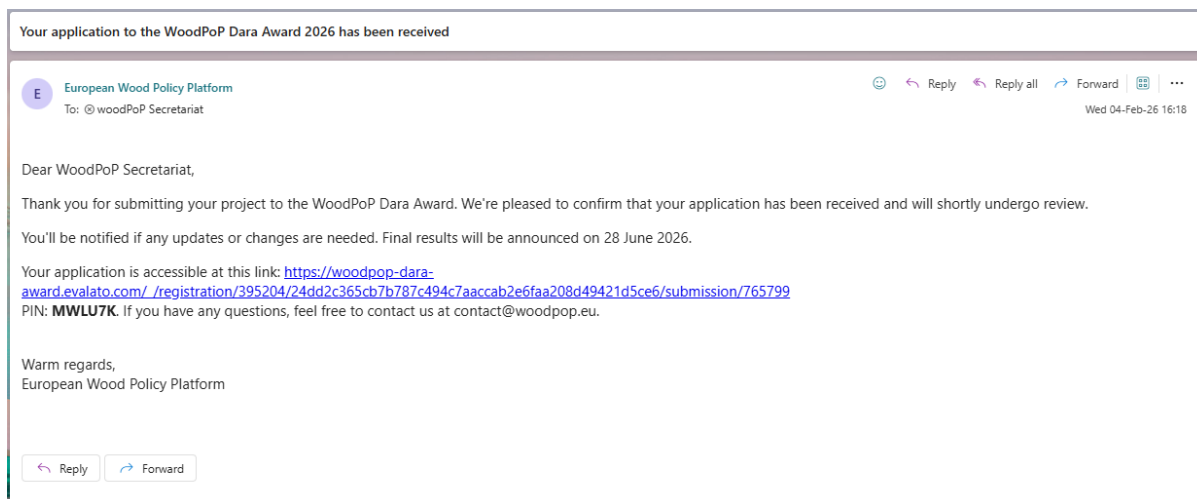 Your application to the WoodPoP Dara Award 2026 has been received
E
European Wood Policy Platform
To: woodPoP Secretariat
Reply
Reply all
Forward
Wed 04-Feb-26 16:18
Dear WoodPoP Secretariat,
Thank you for submitting your project to the WoodPoP Dara Award. We're pleased to confirm that your application has been received and will shortly undergo review.
You'll be notified if any updates or changes are needed. Final results will be announced on 28 June 2026.
Your application is accessible at this link: https://woodpop-dara-
award.evalato.com/_/registration/395204/24dd2c365cb7b787c494c7aaccab2e6faa208d49421d5ce6/submission/765799
PIN: MWLU7K. If you have any questions, feel free to contact us at contact@woodpop.eu.
Warm regards,
European Wood Policy Platform
Reply
Forward